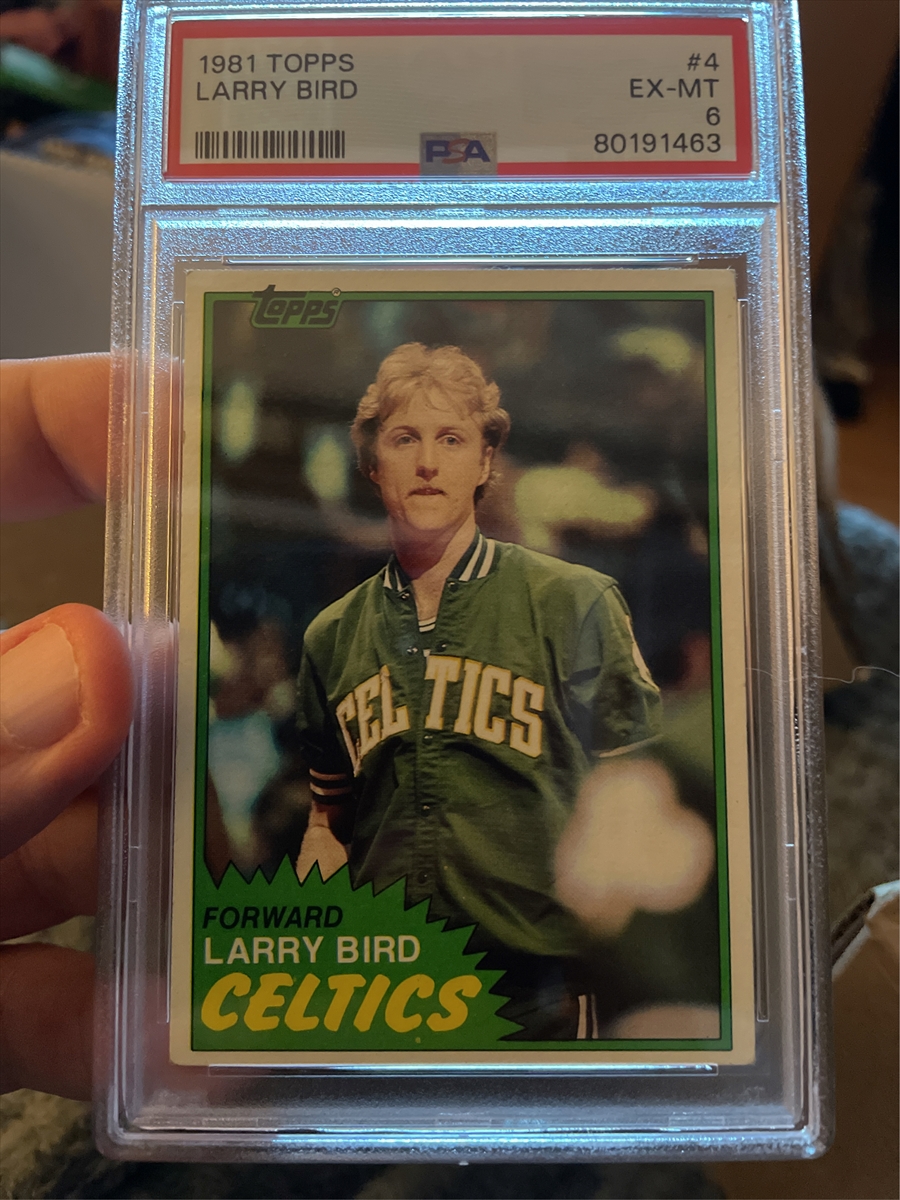 1981 TOPPS #4
LARRY BIRD EX-MT
6
PSA 80191463
Topps®
CELTICS
FORWARD
LARRY BIRD
CELTICS